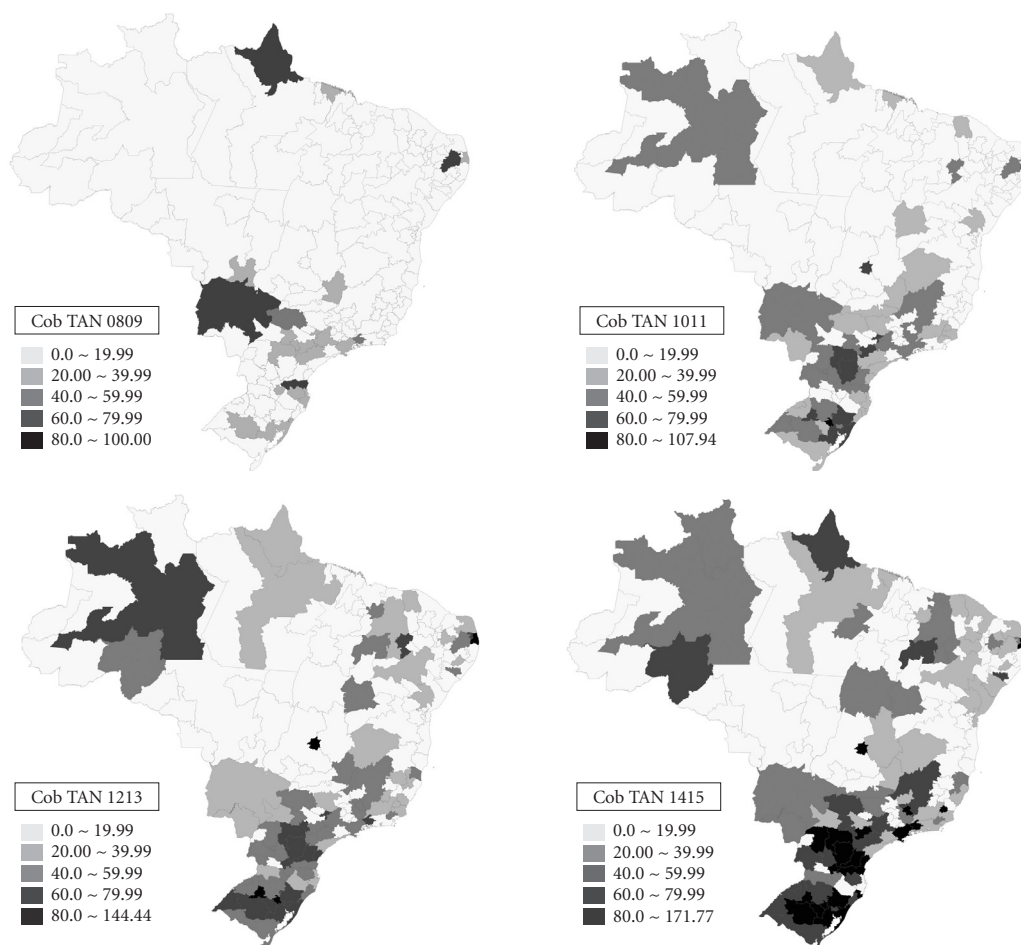 Cob TAN 0809
0.0 ~ 19.99
20.00 ~ 39.99
40.0 ~ 59.99
60.0 ~ 79.99
80.0 ~ 100.00
Cob TAN 1011
0.0 ~ 19.99
20.00 ~ 39.99
40.0 ~ 59.99
60.0 ~ 79.99
80.0 ~ 107.94
Cob TAN 1213
0.0 ~ 19.99
20.00 ~ 39.99
40.0 ~ 59.99
60.0 ~ 79.99
80.0 ~ 144.44
Cob TAN 1415
0.0 ~ 19.99
20.00 ~ 39.99
40.0 ~ 59.99
60.0 ~ 79.99
80.0 ~ 171.77